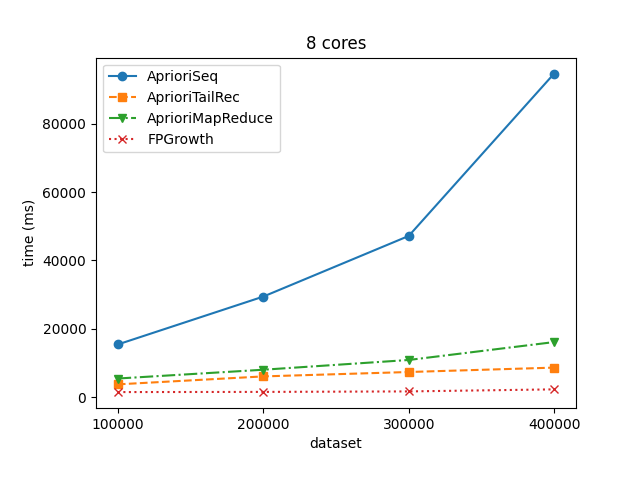 8 cores
AprioriSeq
AprioriTailRec
AprioriMapReduce
FPGrowth
time (ms)
80000
60000
40000
20000
0
100000
200000
300000
400000
dataset